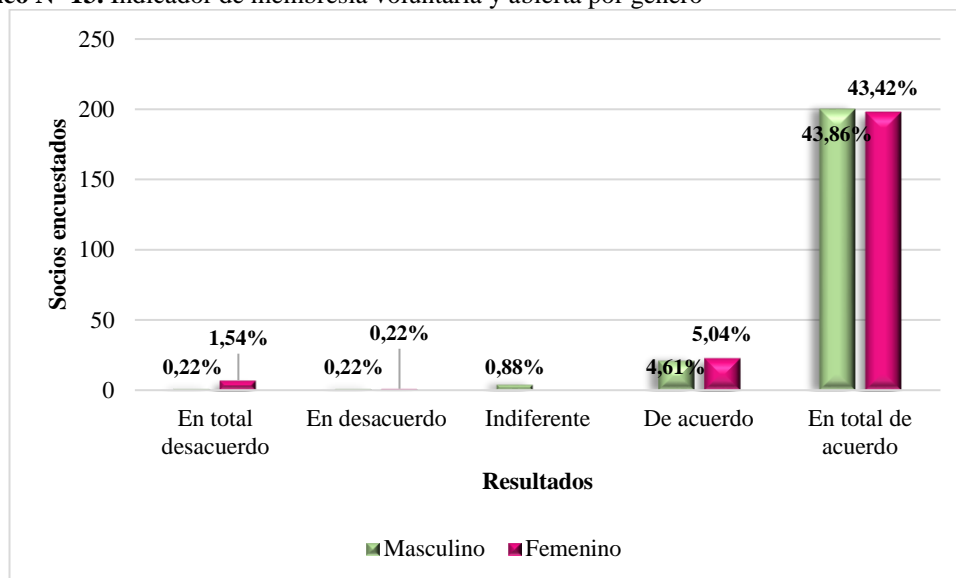 Nº 13. Indicador de membresía voluntaria y abierta por género
250
200
150
100
50
0
Socios encuestados
0,22%
1,54%
0,22%
0,22%
0,88%
4,61%
5,04%
43,86%
43,42%
En total
desacuerdo
En desacuerdo
Indiferente
De acuerdo
En total de
acuerdo
Resultados
Masculino
Femenino